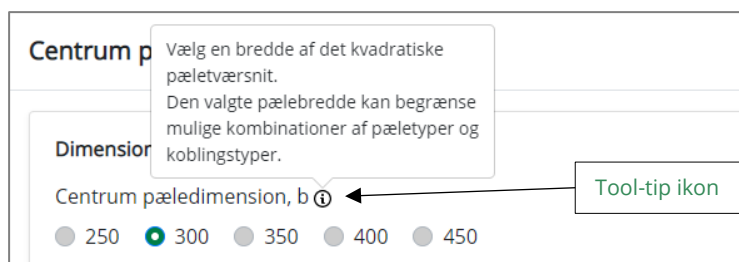 Centrum p
Vælg en bredde af det kvadratiske
pæletværsnit.
Den valgte pælebredde kan begrænse
mulige kombinationer af pæletyper og
koblingstyper.
Dimension
Centrum pæledimension, b
Tool-tip ikon
250 300 350 400 450